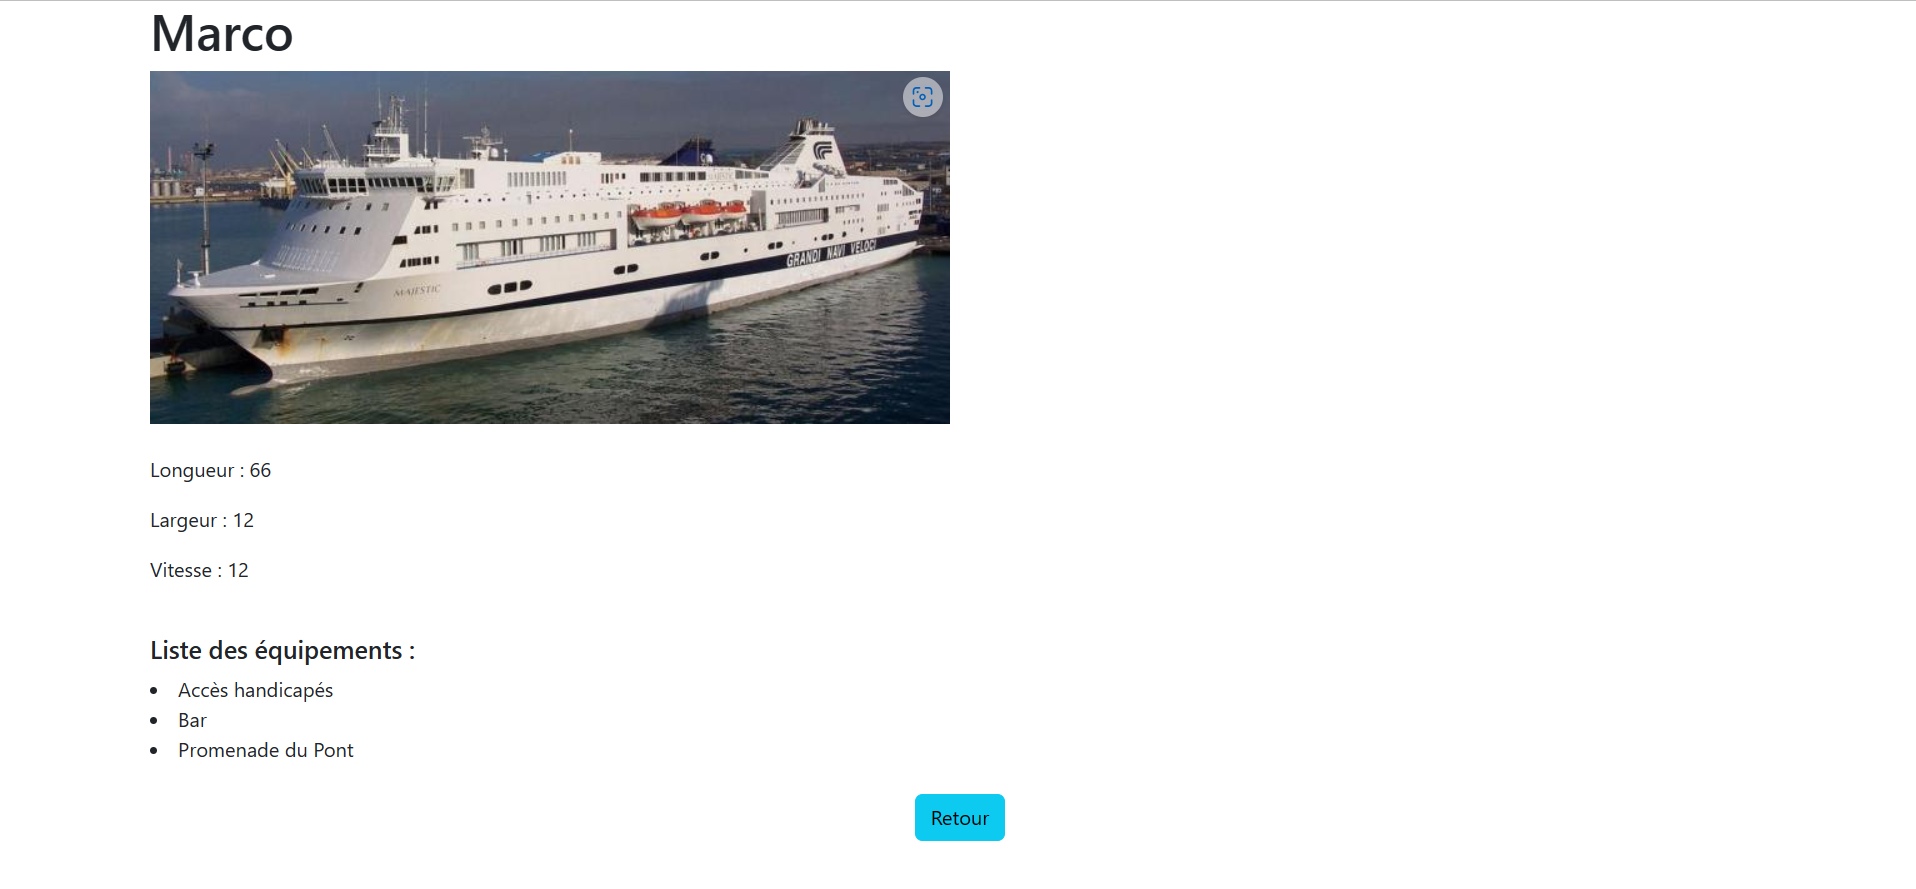 Marco
MAJESTIC
GRANDI NAVI VELOCI
Longueur : 66
Largeur : 12
Vitesse : 12
Liste des équipements :
Accès handicapés
Bar
Promenade du Pont
Retour